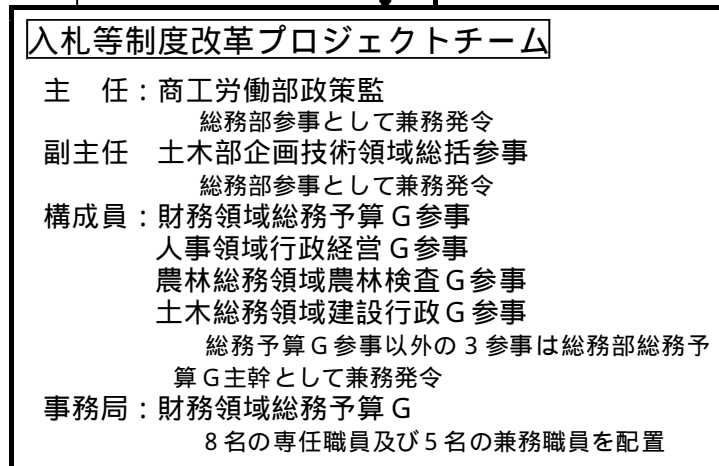 入札等制度改革プロジェクトチーム
主　任：商工労働部政策監
総務部参事として兼務発令
副主任　土木部企画技術領域総括参事
総務部参事として兼務発令
構成員：財務領域総務予算Ｇ参事
人事領域行政経営Ｇ参事
農林総務領域農林検査Ｇ参事
土木総務領域建設行政Ｇ参事
総務予算Ｇ参事以外の３参事は総務部総務予
算Ｇ主幹として兼務発令
事務局：財務領域総務予算Ｇ
８名の専任職員及び５名の兼務職員を配置